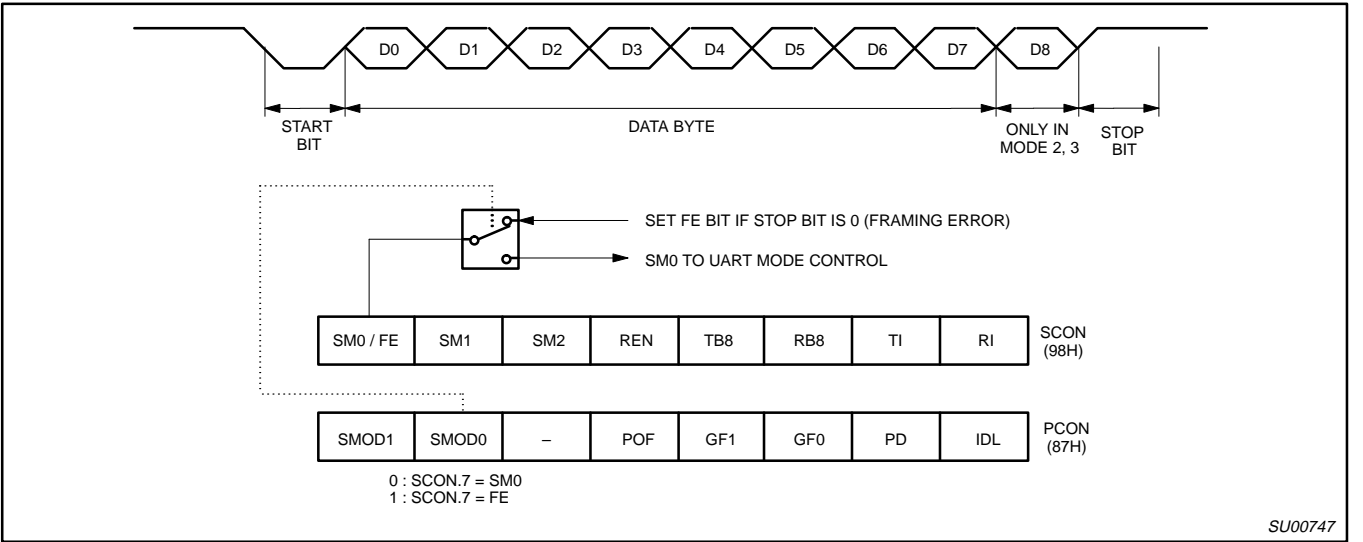 D0 D1 D2 D3 D4 D5 D6 D7 D8
START
BIT
DATA BYTE
ONLY IN
MODE 2, 3
STOP
BIT
SET FE BIT IF STOP BIT IS 0 (FRAMING ERROR)
SM0 TO UART MODE CONTROL
SM0 / FE SM1 SM2 REN TB8 RB8 TI RI
SCON
(98H)
SMOD1 SMOD0 – POF GF1 GF0 PD IDL
PCON
(87H)
0 : SCON.7 = SM0
1 : SCON.7 = FE
SU00747